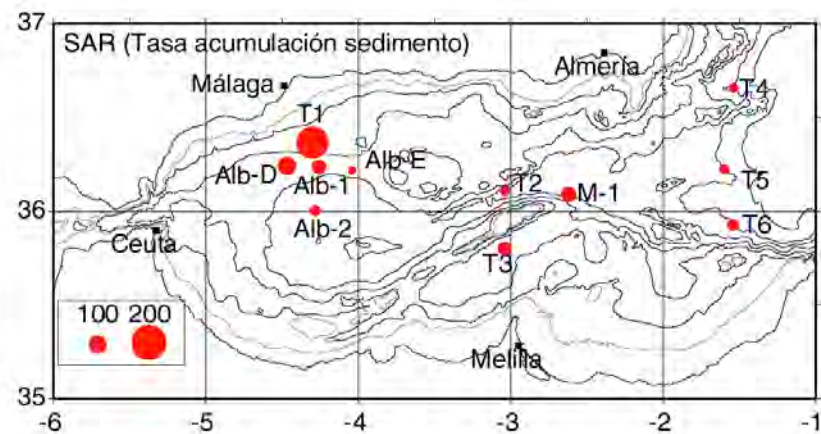 37
SAR (Tasa acumulación sedimento)
Almería
Málaga
T4
T1
Alb-E
Alb-D
Alb-1
T2
M-1
T5
36
Alb-2
T6
Ceuta
T3
100 200
Melilla
35
-6 -5 -4 -3 -2 -1